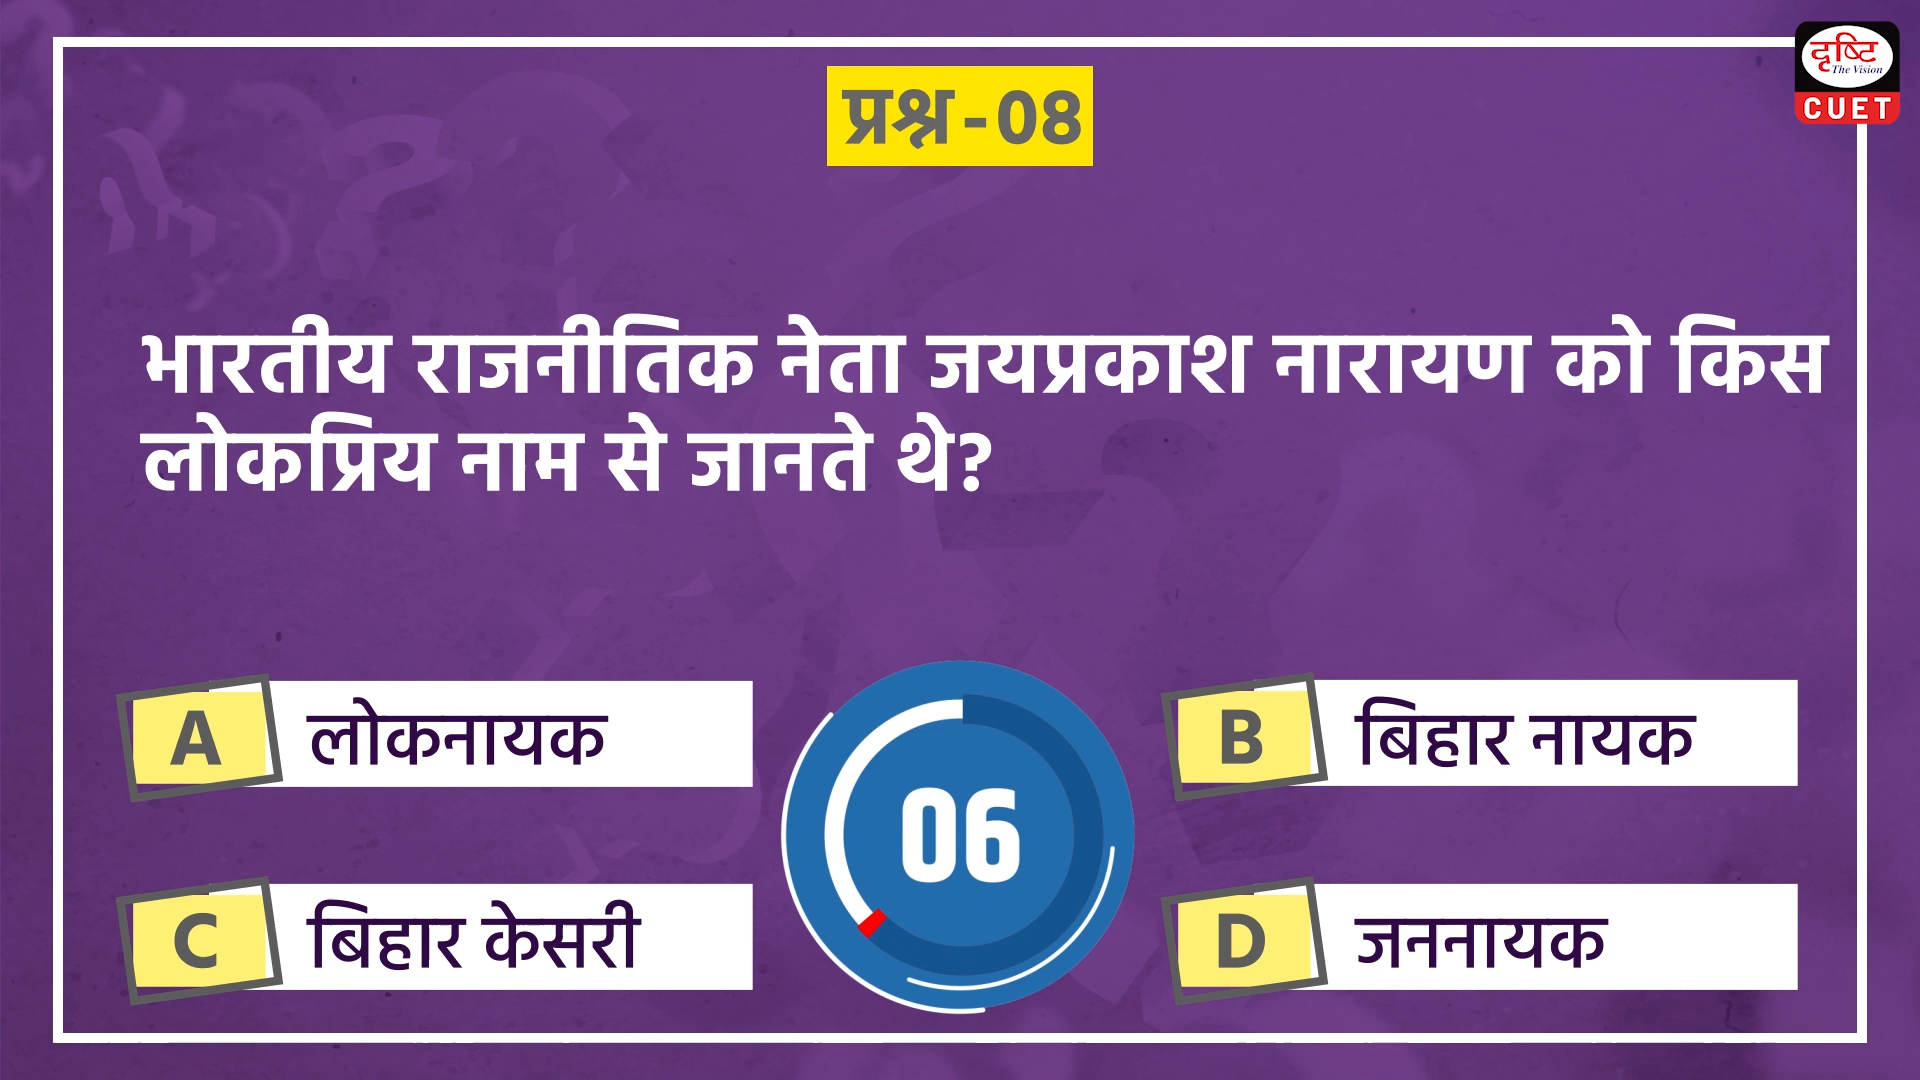 दृष्टि
The Vision
CUET
प्रश्न-08
भारतीय राजनीतिक नेता जयप्रकाश नारायण को किस
लोकप्रिय नाम से जानते थे?
A लोकनायक
B बिहार नायक
06
C बिहार केसरी
D जननायक